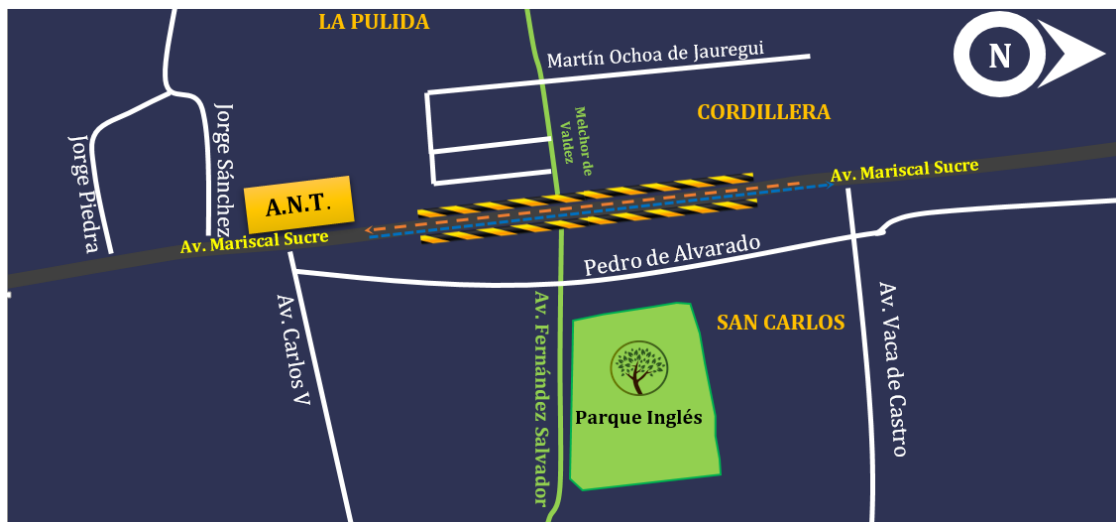 LA PULIDA
N
Martín Ochoa de Jauregui
CORDILLERA
Melchor de
Valdez
Jorge Sánchez
Jorge Piedra
A.N.T.
Av. Mariscal Sucre
Av. Mariscal Sucre
Pedro de Alvarado
Av. Carlos V
Av. Fernández Salvador
SAN CARLOS
Av. Vaca de Castro
Parque Inglés